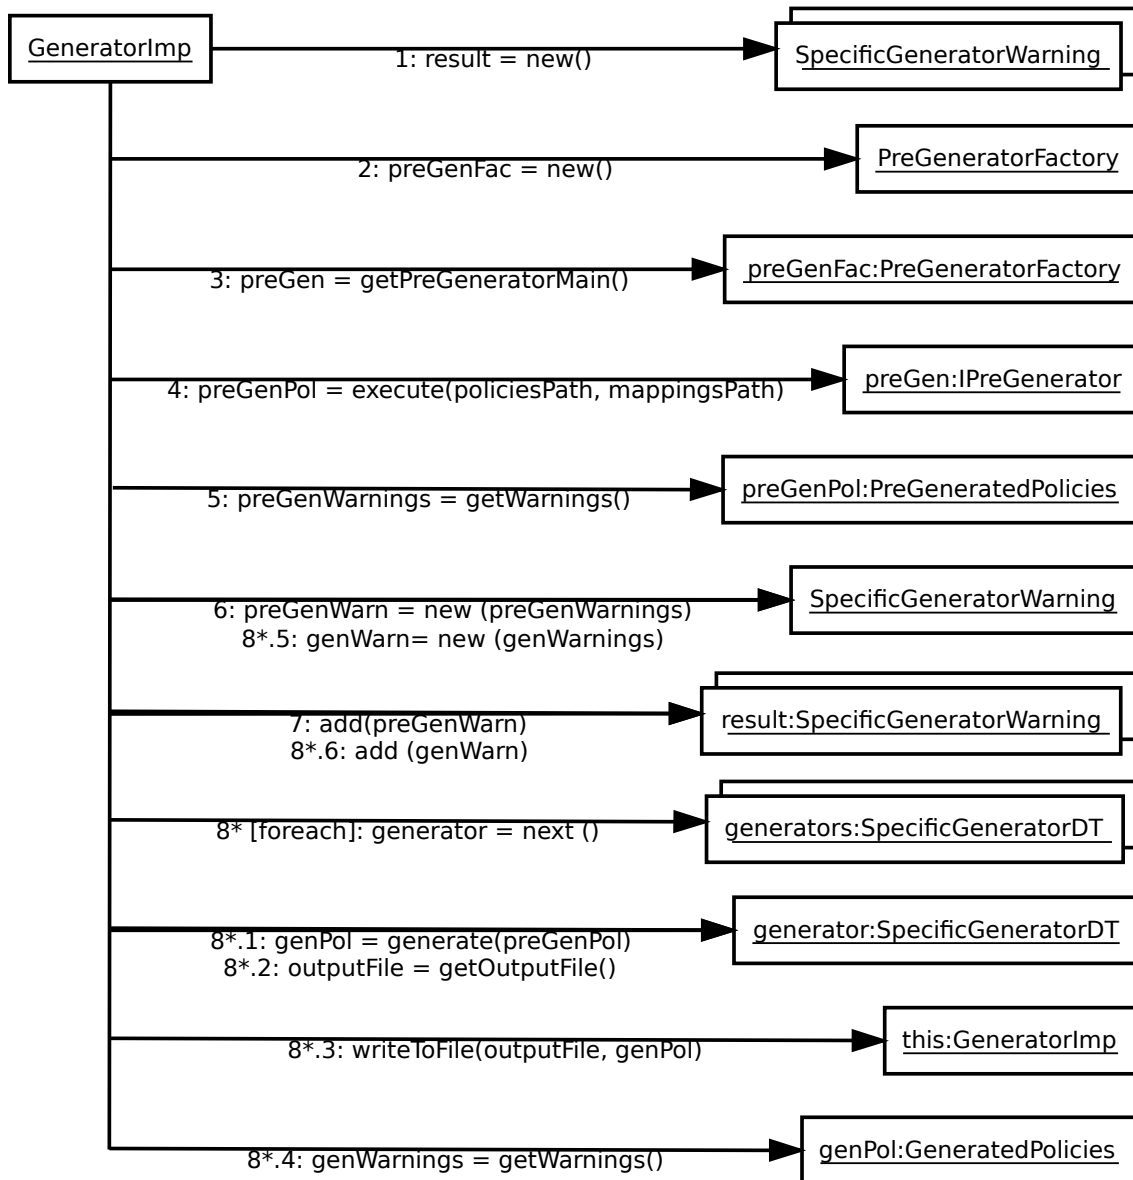 GeneratorImp
1: result = new()
SpecificGeneratorWarning
2: preGenFac = new()
PreGeneratorFactory
3: preGen = getPreGeneratorMain()
preGenFac:PreGeneratorFactory
4: preGenPol = execute(policiesPath, mappingsPath)
preGen:IPreGenerator
5: preGenWarnings = getWarnings()
preGenPol:PreGeneratedPolicies
6: preGenWarn = new (preGenWarnings)
8*.5: genWarn= new (genWarnings)
SpecificGeneratorWarning
7: add(preGenWarn)
8*.6: add (genWarn)
result:SpecificGeneratorWarning
8* [foreach]: generator = next ()
generators:SpecificGeneratorDT
8*.1: genPol = generate(preGenPol)
8*.2: outputFile = getOutputFile()
generator:SpecificGeneratorDT
8*.3: writeToFile(outputFile, genPol)
this:GeneratorImp
8*.4: genWarnings = getWarnings()
genPol:GeneratedPolicies